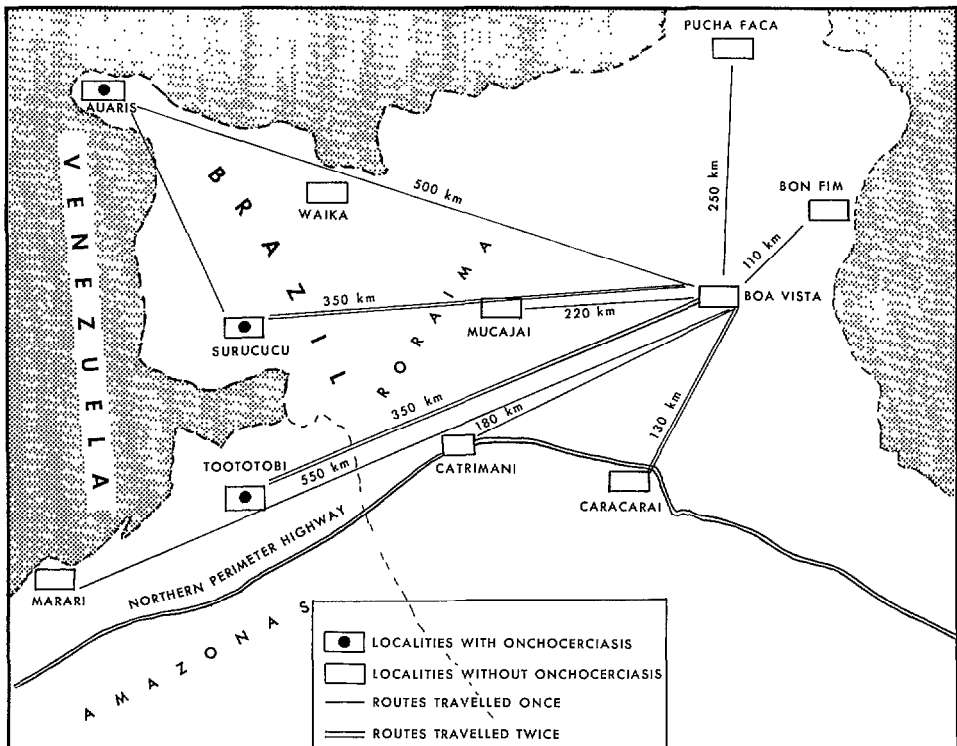 PUCHA FACA
AUARIS
VENEZUELA
BRAZIL
WAIKA
500 km
250 km
BON FIM
110 km
RORAIMA
350 km
BOA VISTA
MUCAJAI
220 km
SURUCUCU
350 km
180 km
130 km
TOOTOTOBI
550 km
CATRIMANI
CARACARAI
NORTHERN PERIMETER HIGHWAY
MARARI
AMAZONAS
LOCALITIES WITH ONCHOCERCIASIS
LOCALITIES WITHOUT ONCHOCERCIASIS
ROUTES TRAVELLED ONCE
ROUTES TRAVELLED TWICE